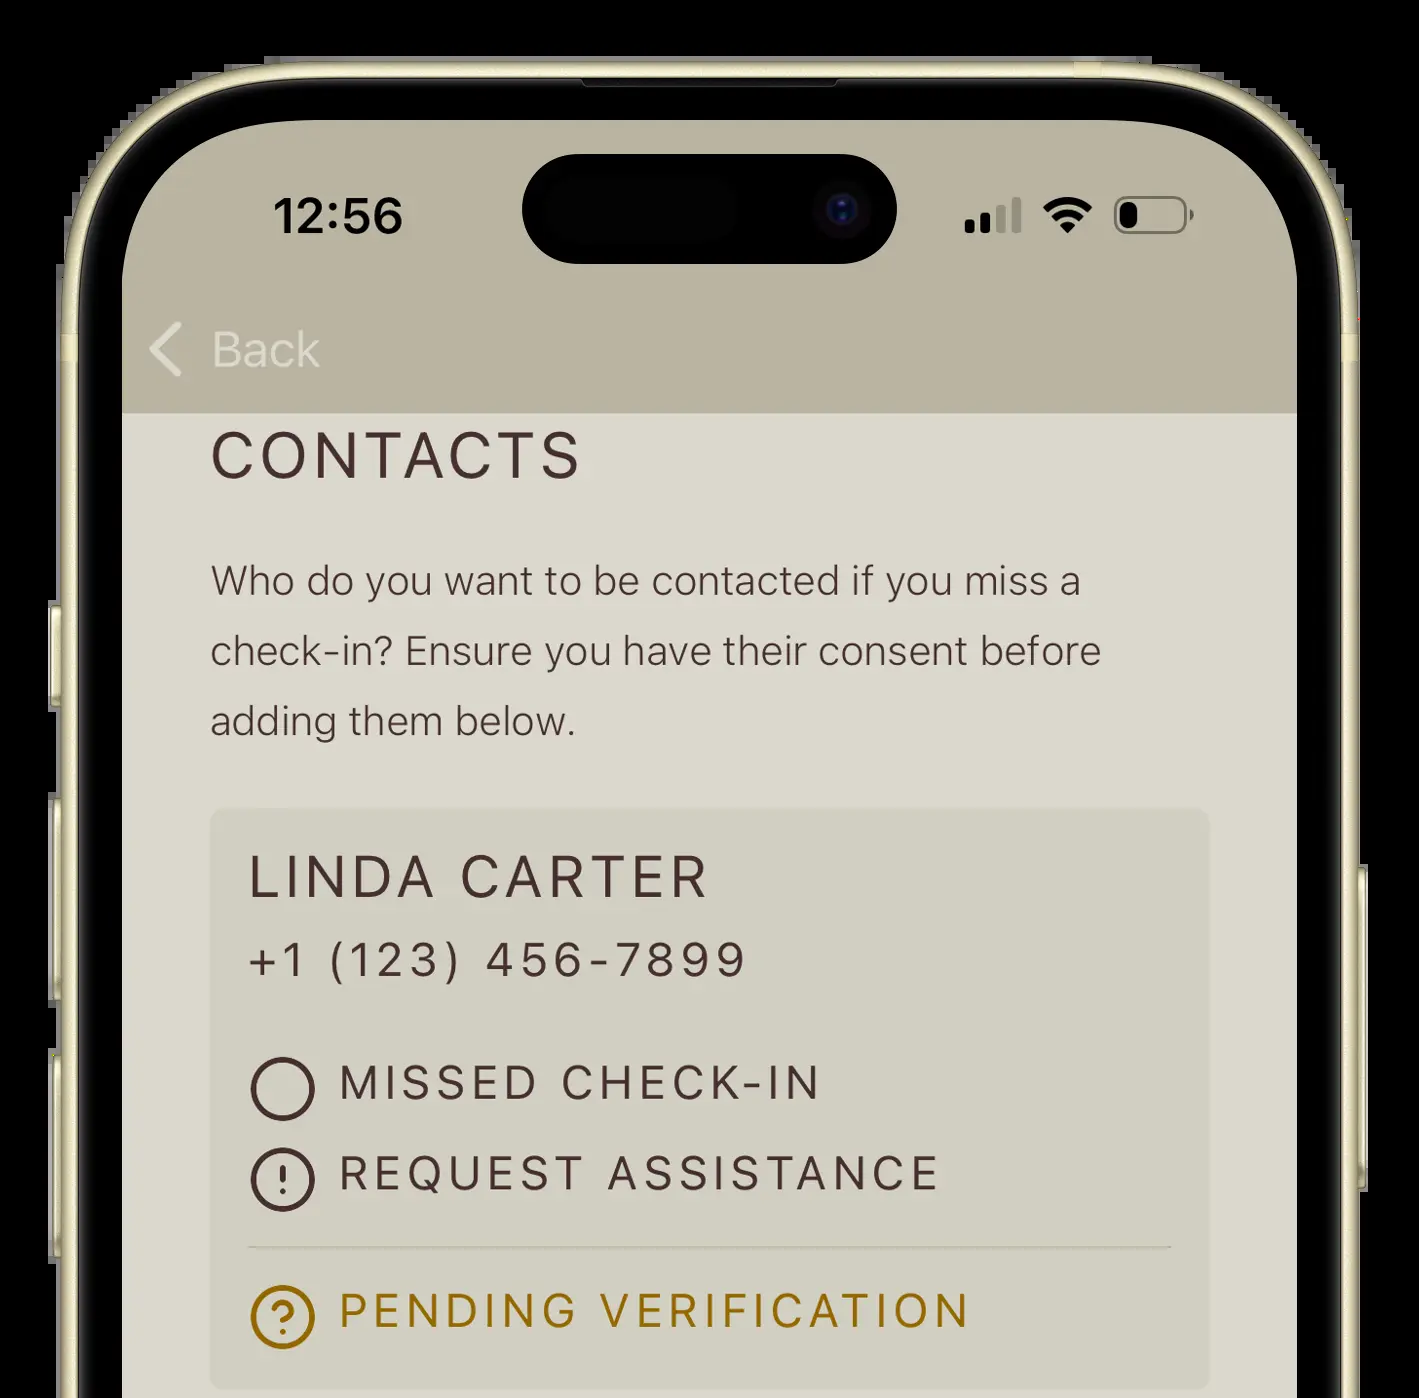 12:56
Back
CONTACTS
Who do you want to be contacted if you miss a
check-in? Ensure you have their consent before
adding them below.
LINDA CARTER
+1 (123) 456-7899
MISSED CHECK-IN
REQUEST ASSISTANCE
PENDING VERIFICATION